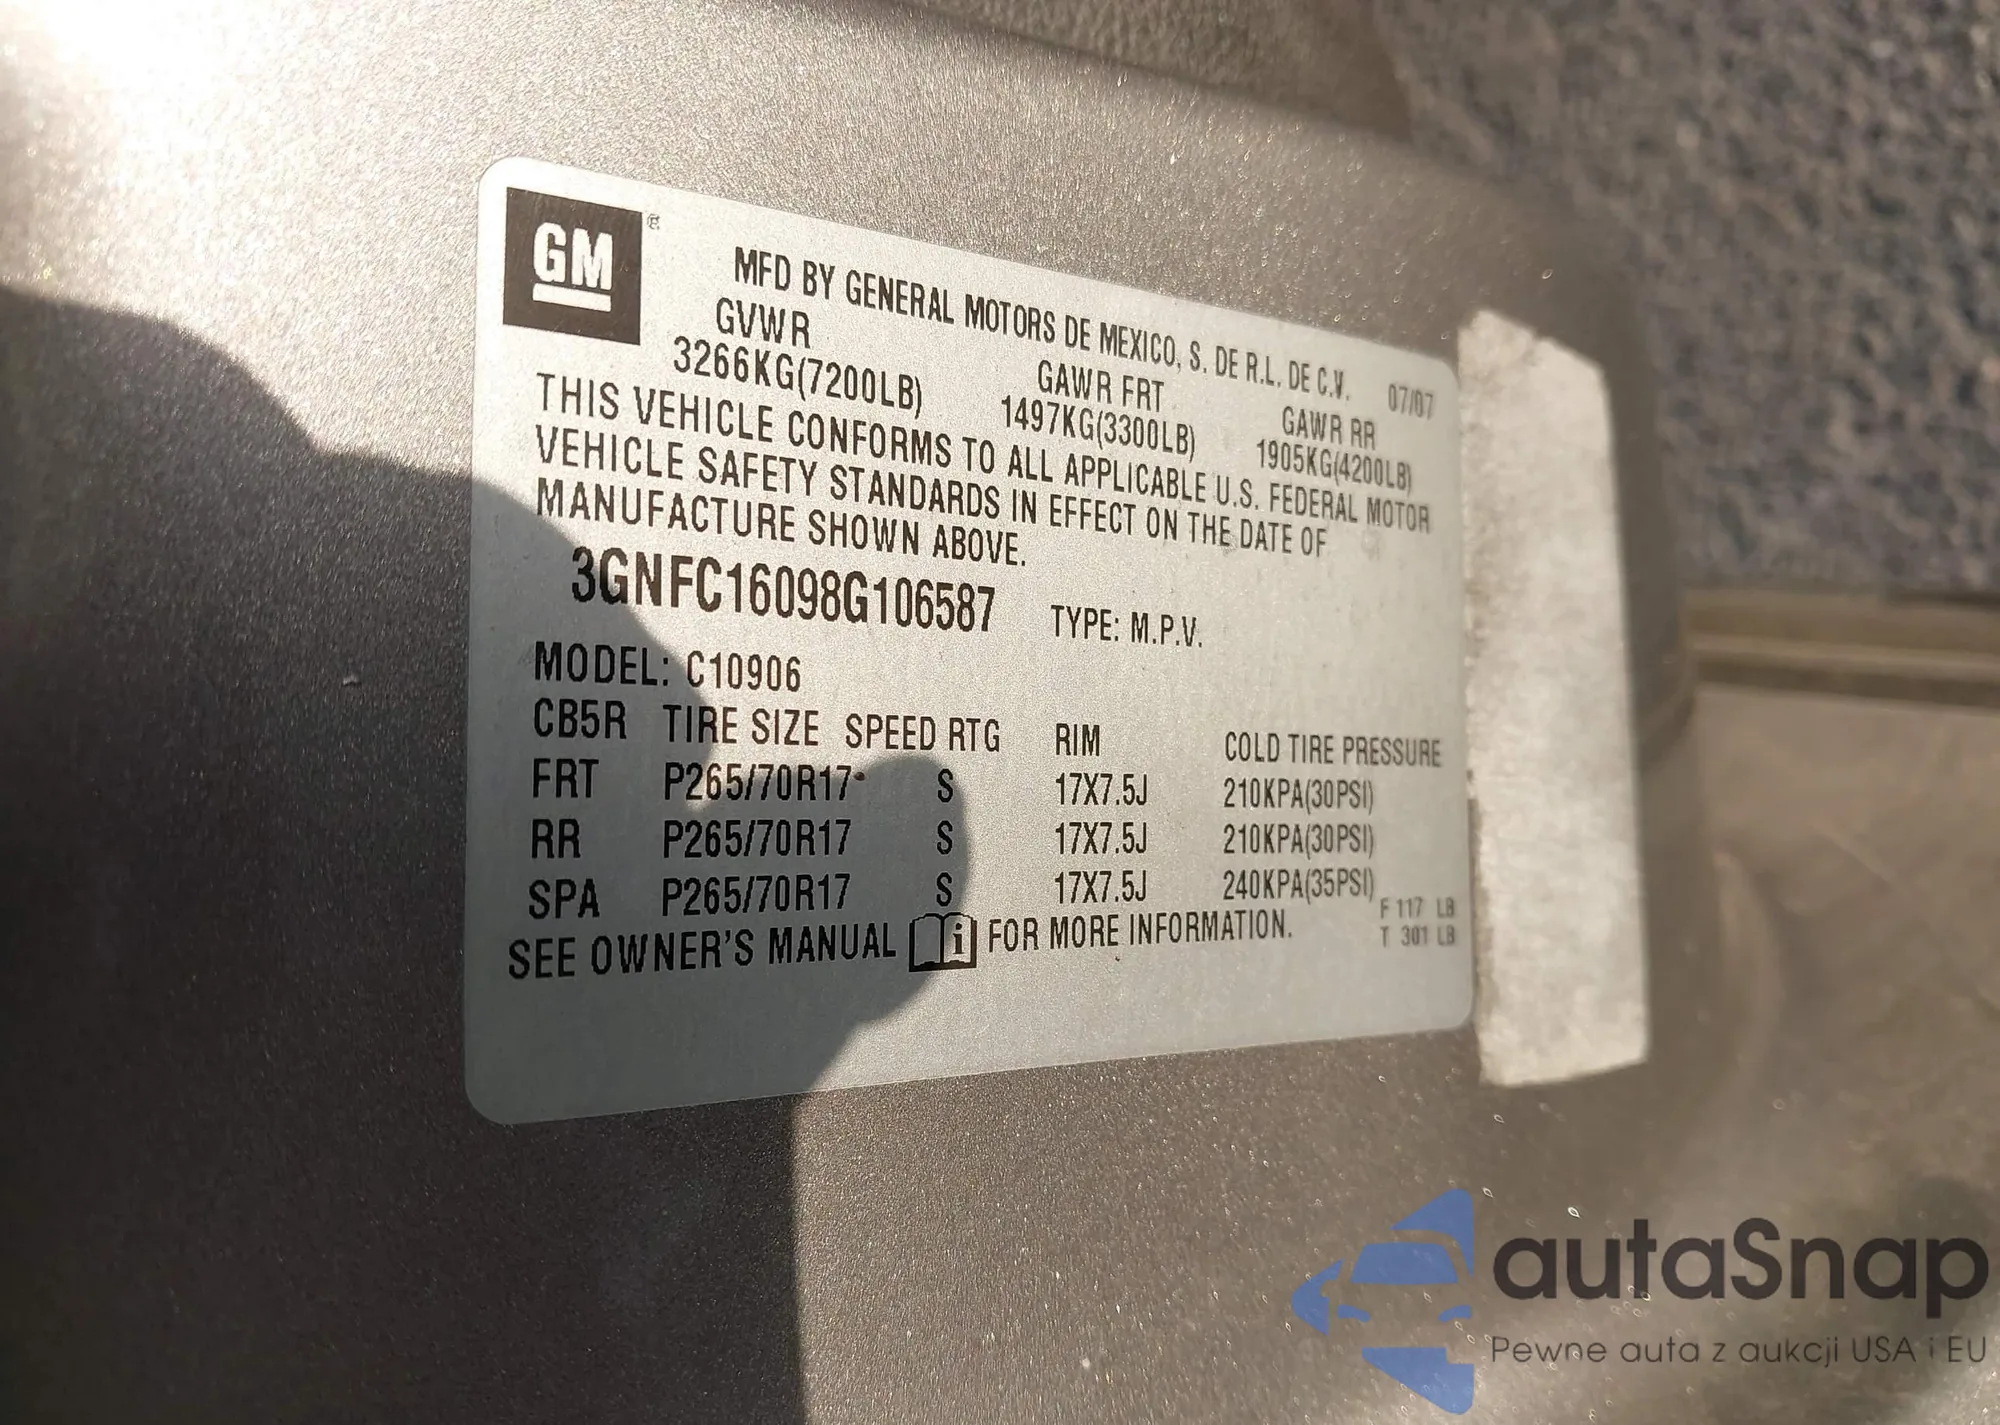 GM
MFD BY GENERAL MOTORS DE MEXICO, S. DE R.L. DE C.V. 07/07
GVWR GAWR FRT GAWR RR
3266KG(7200LB) 1497KG(3300LB) 1905KG(4200LB)
THIS VEHICLE CONFORMS TO ALL APPLICABLE U.S. FEDERAL MOTOR
VEHICLE SAFETY STANDARDS IN EFFECT ON THE DATE OF
MANUFACTURE SHOWN ABOVE.
3GNFC16098G106587 TYPE: M.P.V.
MODEL: C10906
CB5R TIRE SIZE SPEED RTG RIM COLD TIRE PRESSURE
FRT P265/70R17 S 17X7.5J 210KPA(30PSI)
RR P265/70R17 S 17X7.5J 210KPA(30PSI)
SPA P265/70R17 S 17X7.5J 240KPA(35PSI)
F 117 LB
T 301 LB
SEE OWNER'S MANUAL i FOR MORE INFORMATION.
autaSnap
Pewne auta z aukcji USA i EU